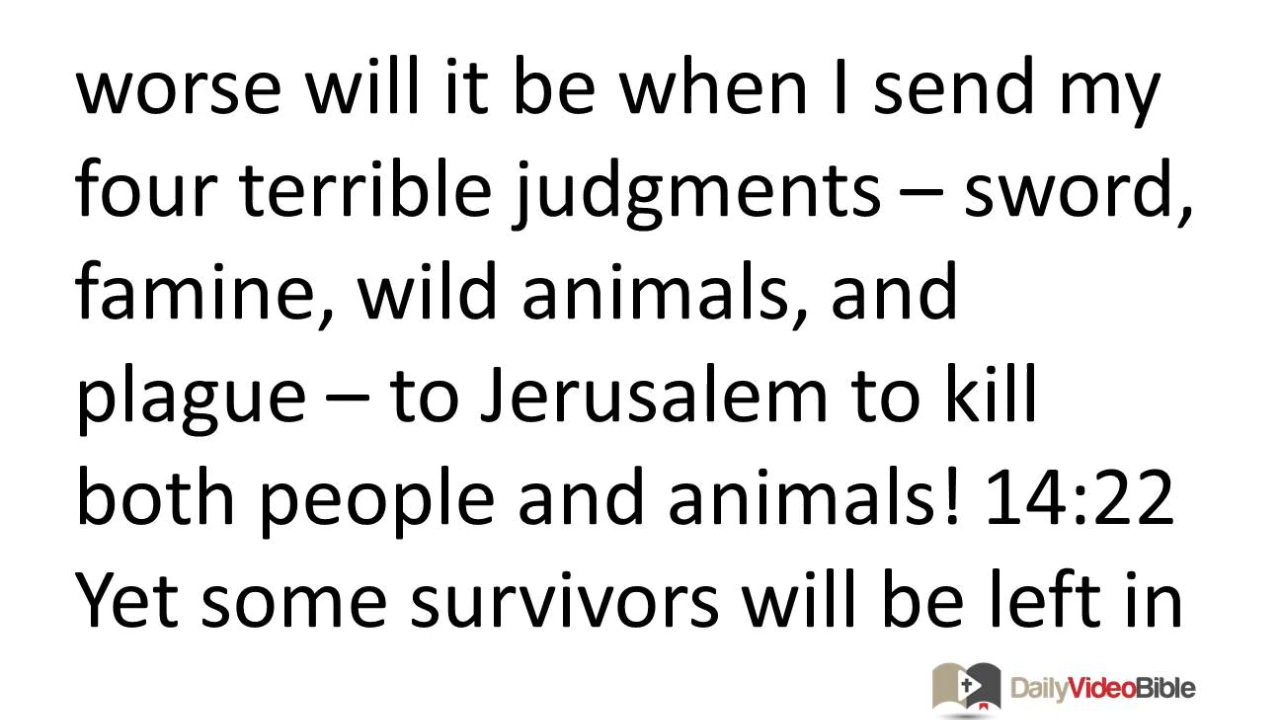 worse will it be when I send my
four terrible judgments – sword,
famine, wild animals, and
plague – to Jerusalem to kill
both people and animals! 14:22
Yet some survivors will be left in
DailyVideoBible